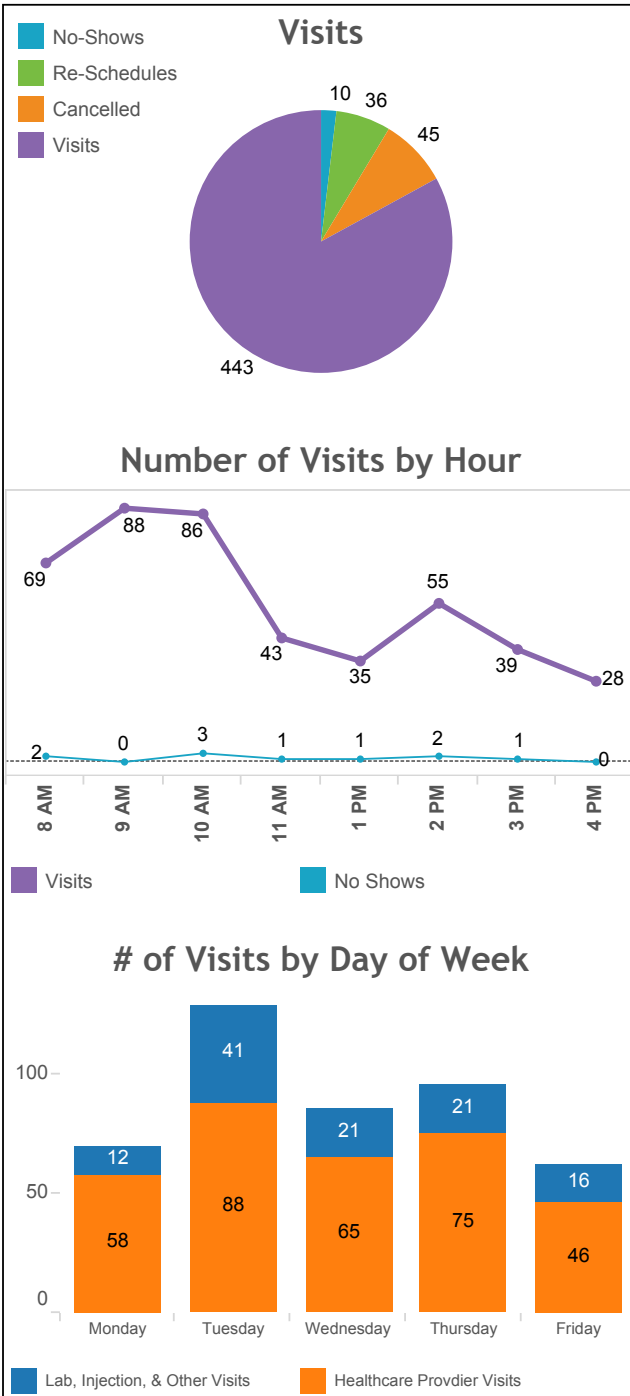 Visits
No-Shows
Re-Schedules
Cancelled
Visits
10
36
45
443
Number of Visits by Hour
69
88
86
43
35
55
39
28
2
0
3
1
1
2
1
0
8 AM
9 AM
10 AM
11 AM
1 PM
2 PM
3 PM
4 PM
Visits
No Shows
# of Visits by Day of Week
100
50
0
12
41
21
21
16
58
88
65
75
46
Monday
Tuesday
Wednesday
Thursday
Friday
Lab, Injection, & Other Visits
Healthcare Provdier Visits